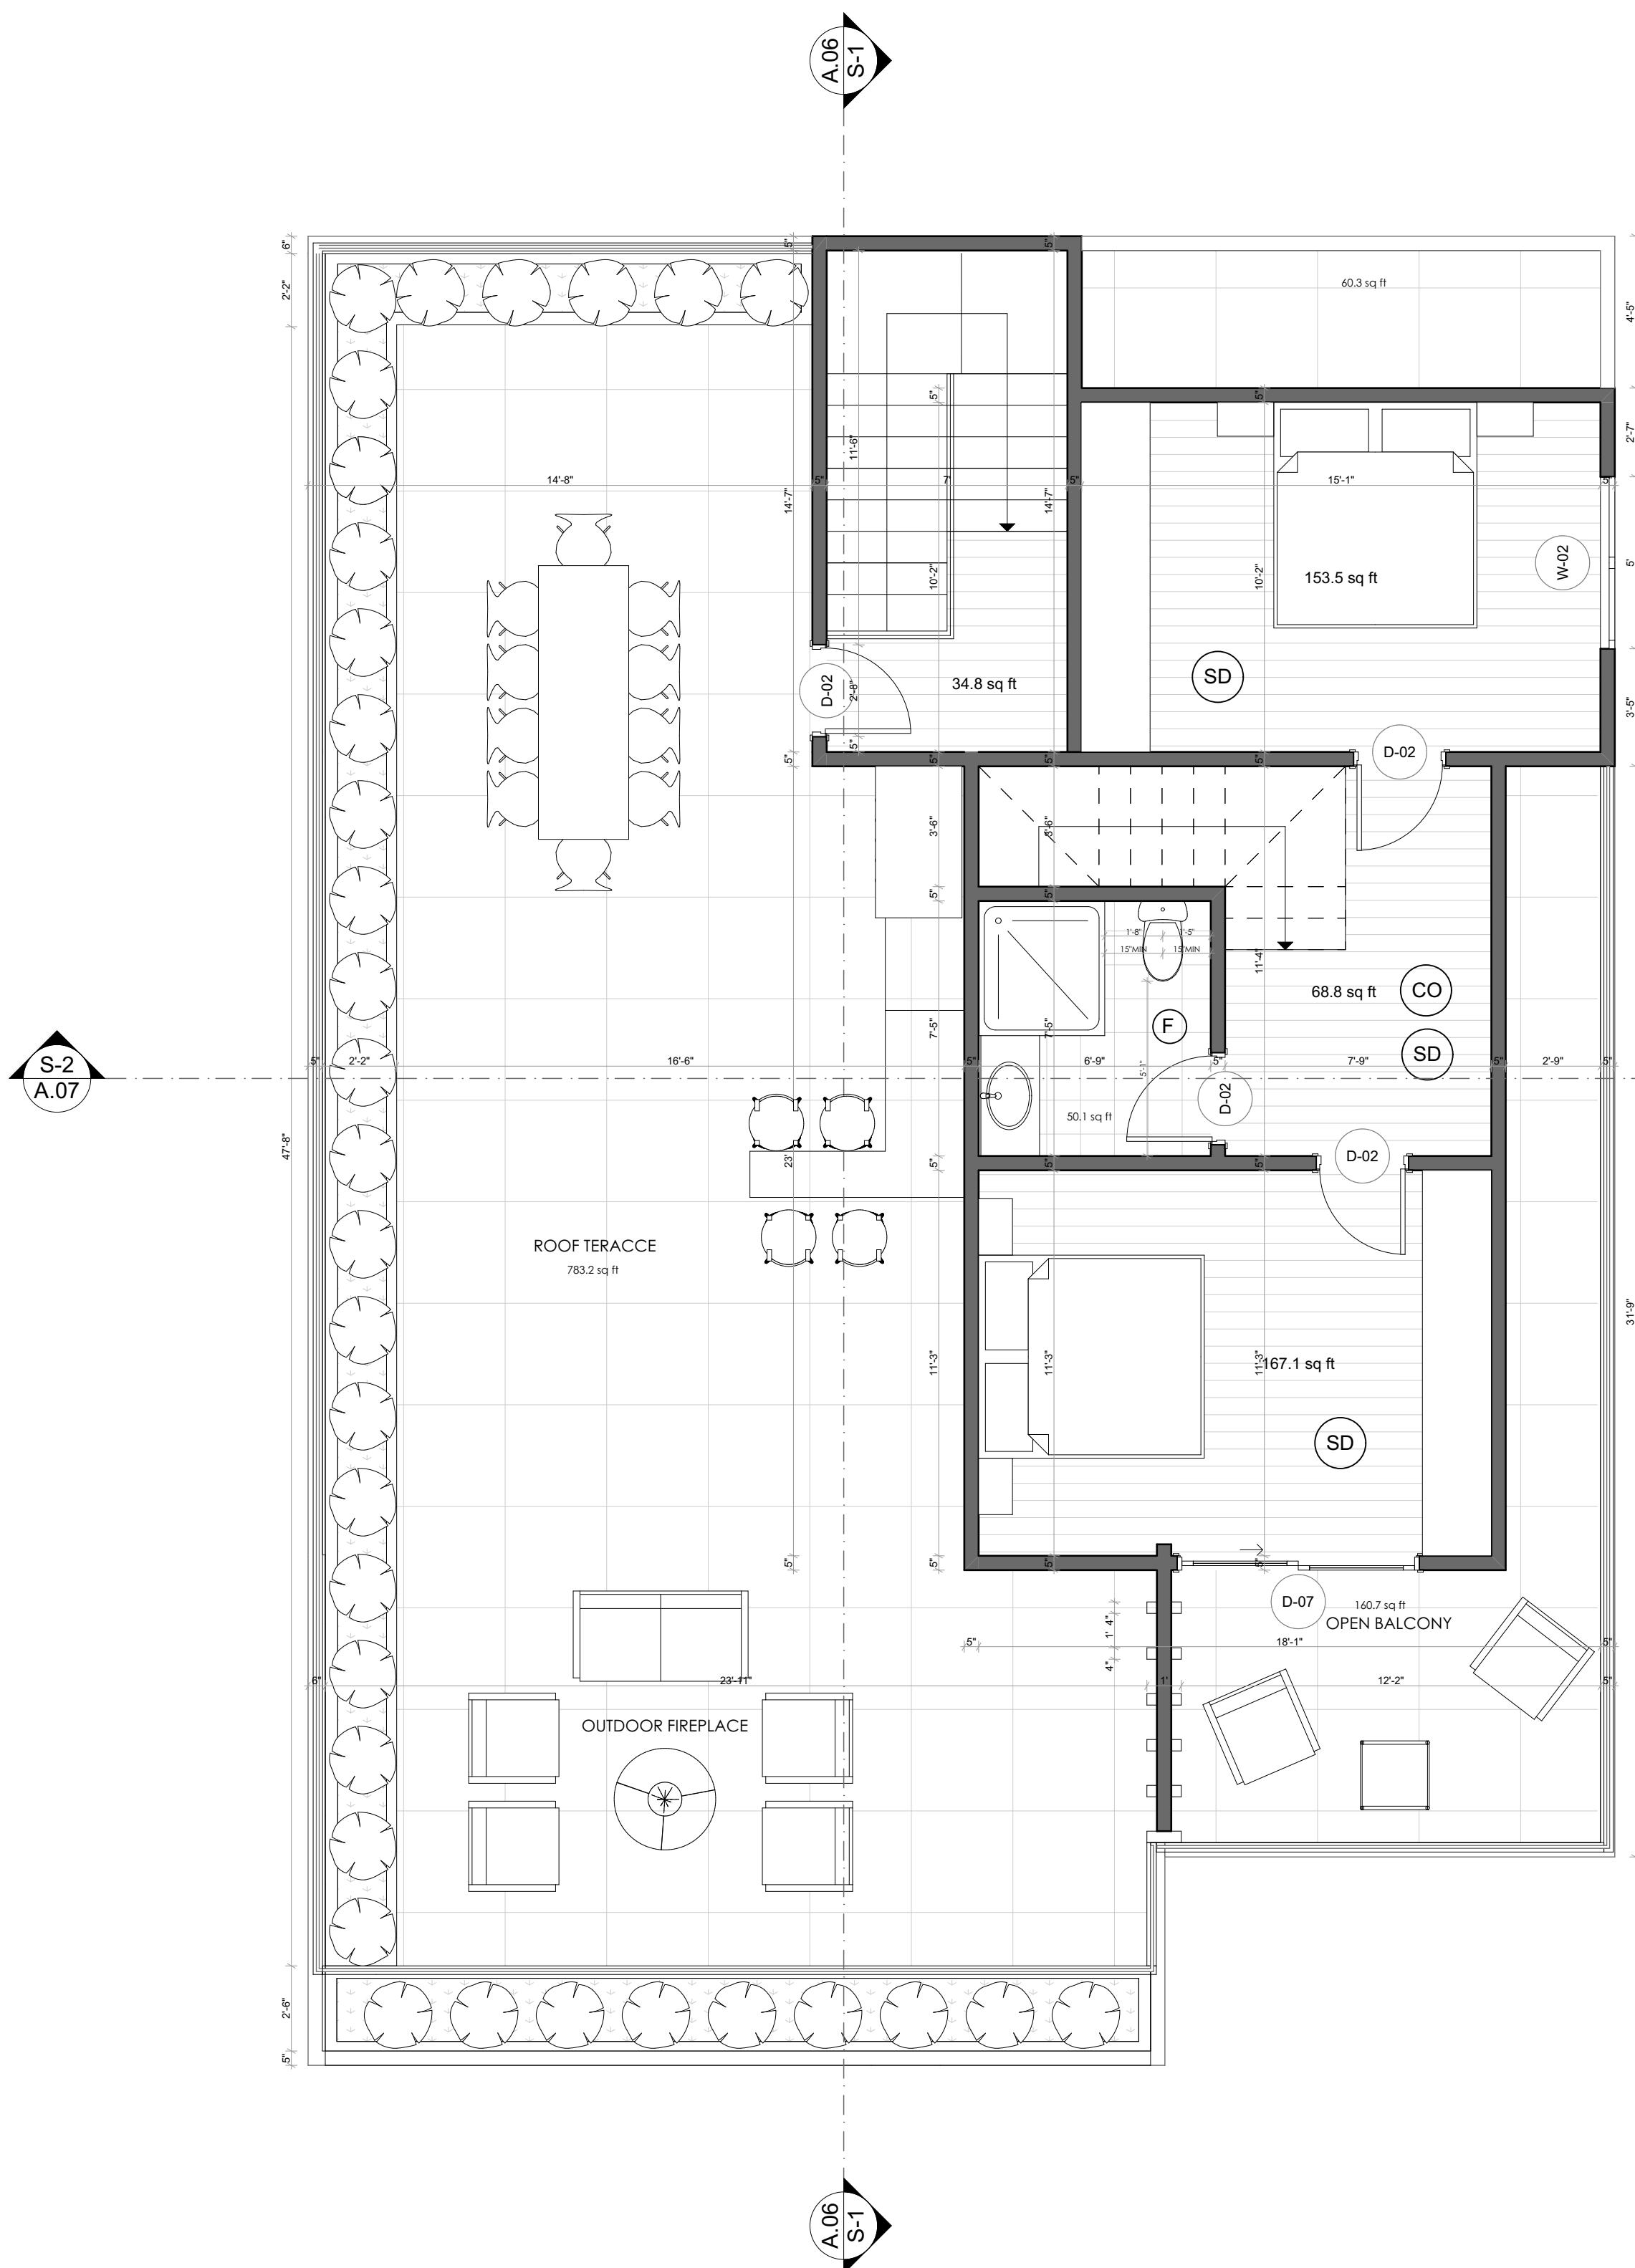 A.06
S-1
6"
5"
5"
2'-2"
60.3 sq ft
4'-5"
5"
5"
2'-7"
11'-6"
14'-8"
5"
7'
5"
15'-1"
5"
14'-7"
14'-7"
10'-2"
10'-2"
153.5 sq ft
W-02
5'
SD
34.8 sq ft
D-02
2'-8"
3'-5"
5"
5"
5"
5"
5"
D-02
3'-6"
3'-6"
5"
5"
1'-8"
1'-5"
15"MIN
15"MIN
11'-4"
68.8 sq ft
CO
F
7'-5"
7'-5"
SD
S-2
A.07
5"
2'-2"
16'-6"
5"
6'-9"
5"
7'-9"
5"
2'-9"
5"
5'-1"
50.1 sq ft
D-02
47'-8"
23'
5"
5"
5"
D-02
ROOF TERACCE
783.2 sq ft
31'-9"
11'-3"
11'-3"
11'-3"
167.1 sq ft
SD
5"
5"
5"
5"
D-07
160.7 sq ft
OPEN BALCONY
4"
1'
4"
5"
18'-1"
5"
6"
23'-11"
1'
12'-2"
5"
OUTDOOR FIREPLACE
2'-6"
5"
A.06
S-1